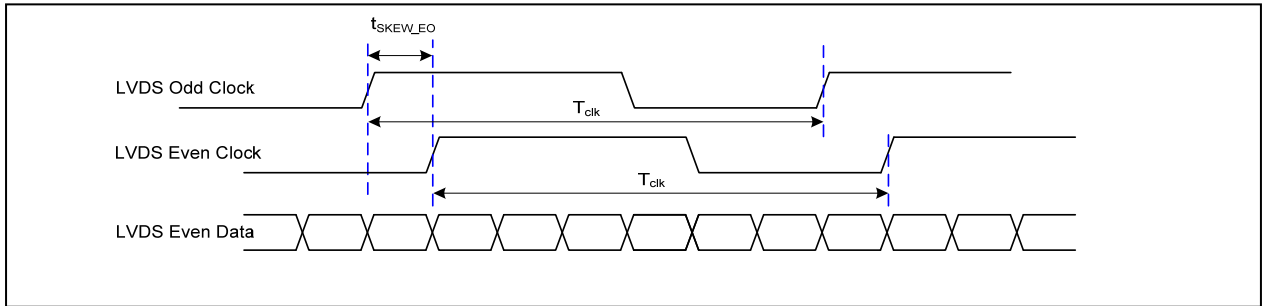 tSKEW_EO
LVDS Odd Clock
Tclk
LVDS Even Clock
Tclk
LVDS Even Data